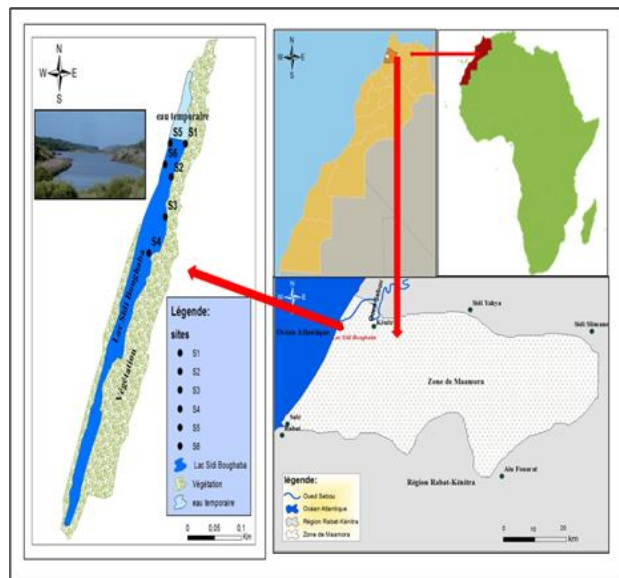 N
W E
S
eau temporaire
S5 S1
S6
S2
S3
S4
Lac Sidi Boughaba
Végétation
Légende:
sites
S1
S2
S3
S4
S5
S6
Lac Sidi Boughaba
Végétation
eau temporaire
0 0,05 0,1
Km
N
W E
S
N
W E
S
Océan Atlantique
Lac Sidi Boughaba
Sidi Yahya
Sidi Slimane
Zone de Maamora
Salé
Rabat
Région Rabat-Kénitra
Ain Fouarat
légende:
Oued Sebou
Océan Atlantique
Région Rabat-Kénitra
Zone de Maamora
0 10 20
km